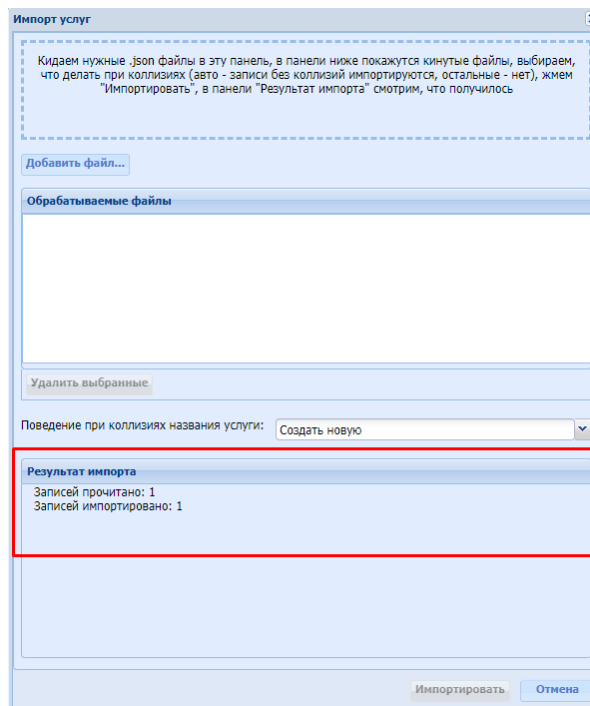 Импорт услуг
Кидаем нужные .json файлы в эту панель, в панели ниже покажутся кинутые файлы, выбираем,
что делать при коллизиях (авто - записи без коллизий импортируются, остальные - нет), жмем
"Импортировать", в панели "Результат импорта" смотрим, что получилось
Добавить файл...
Обрабатываемые файлы
Удалить выбранные
Поведение при коллизиях названия услуги: Создать новую
Результат импорта
Записей прочитано: 1
Записей импортировано: 1
Импортировать Отмена